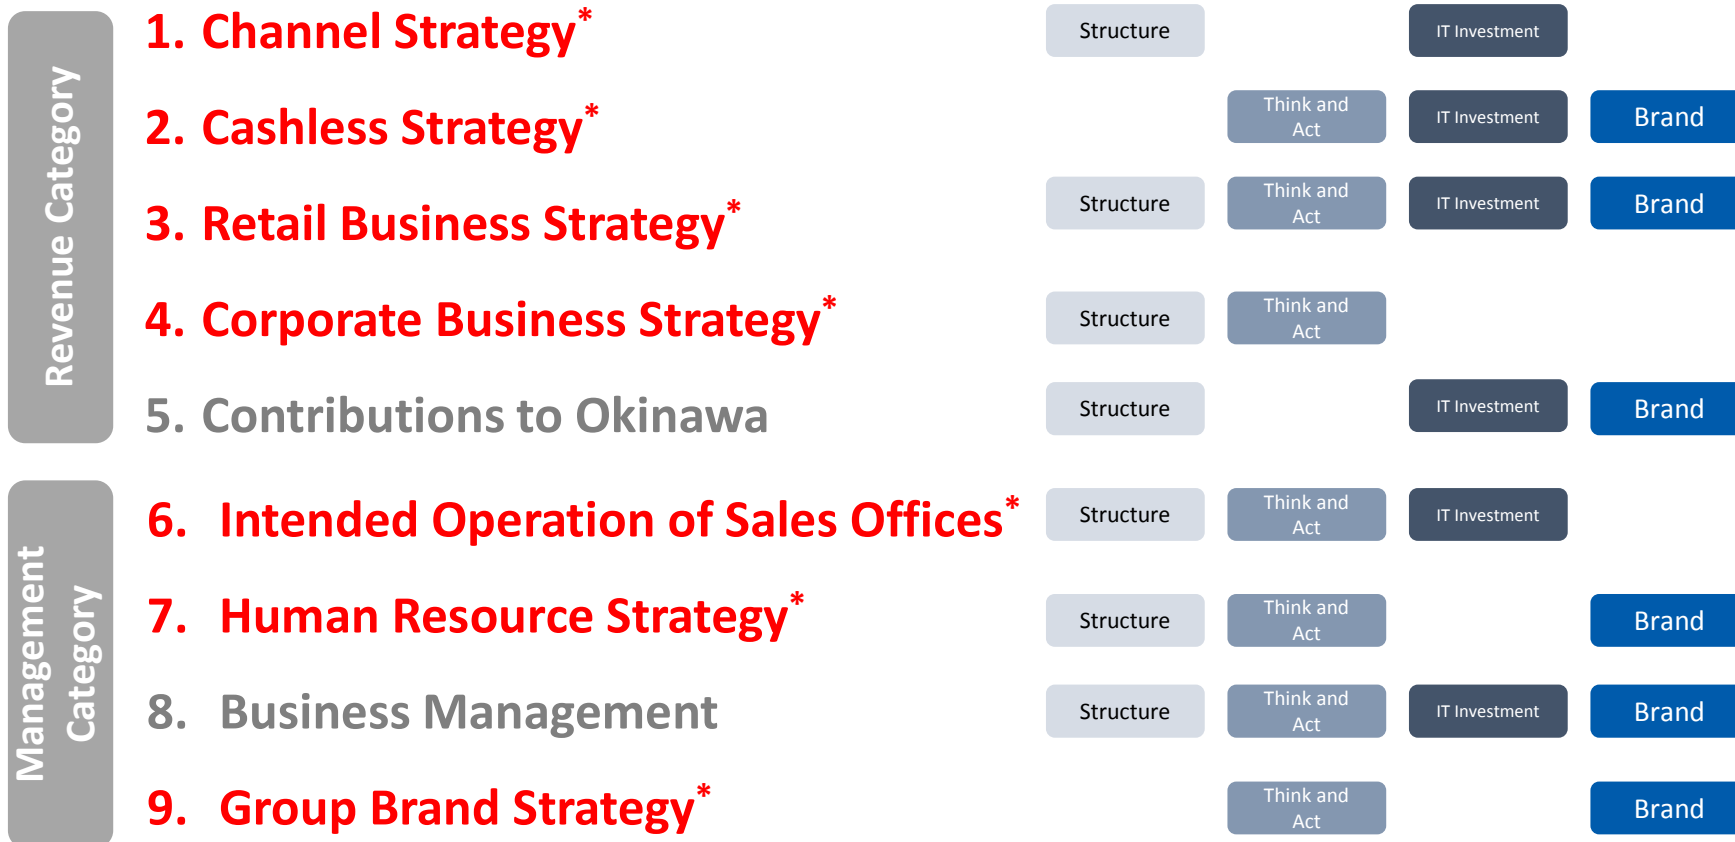 Revenue Category
1. Channel Strategy*
Structure
IT Investment
2. Cashless Strategy*
Think and
Act
IT Investment
Brand
3. Retail Business Strategy*
Structure
Think and
Act
IT Investment
Brand
4. Corporate Business Strategy*
Structure
Think and
Act
5. Contributions to Okinawa
Structure
IT Investment
Brand
Management
Category
6. Intended Operation of Sales Offices*
Structure
Think and
Act
IT Investment
7. Human Resource Strategy*
Structure
Think and
Act
Brand
8. Business Management
Structure
Think and
Act
IT Investment
Brand
9. Group Brand Strategy*
Think and
Act
Brand